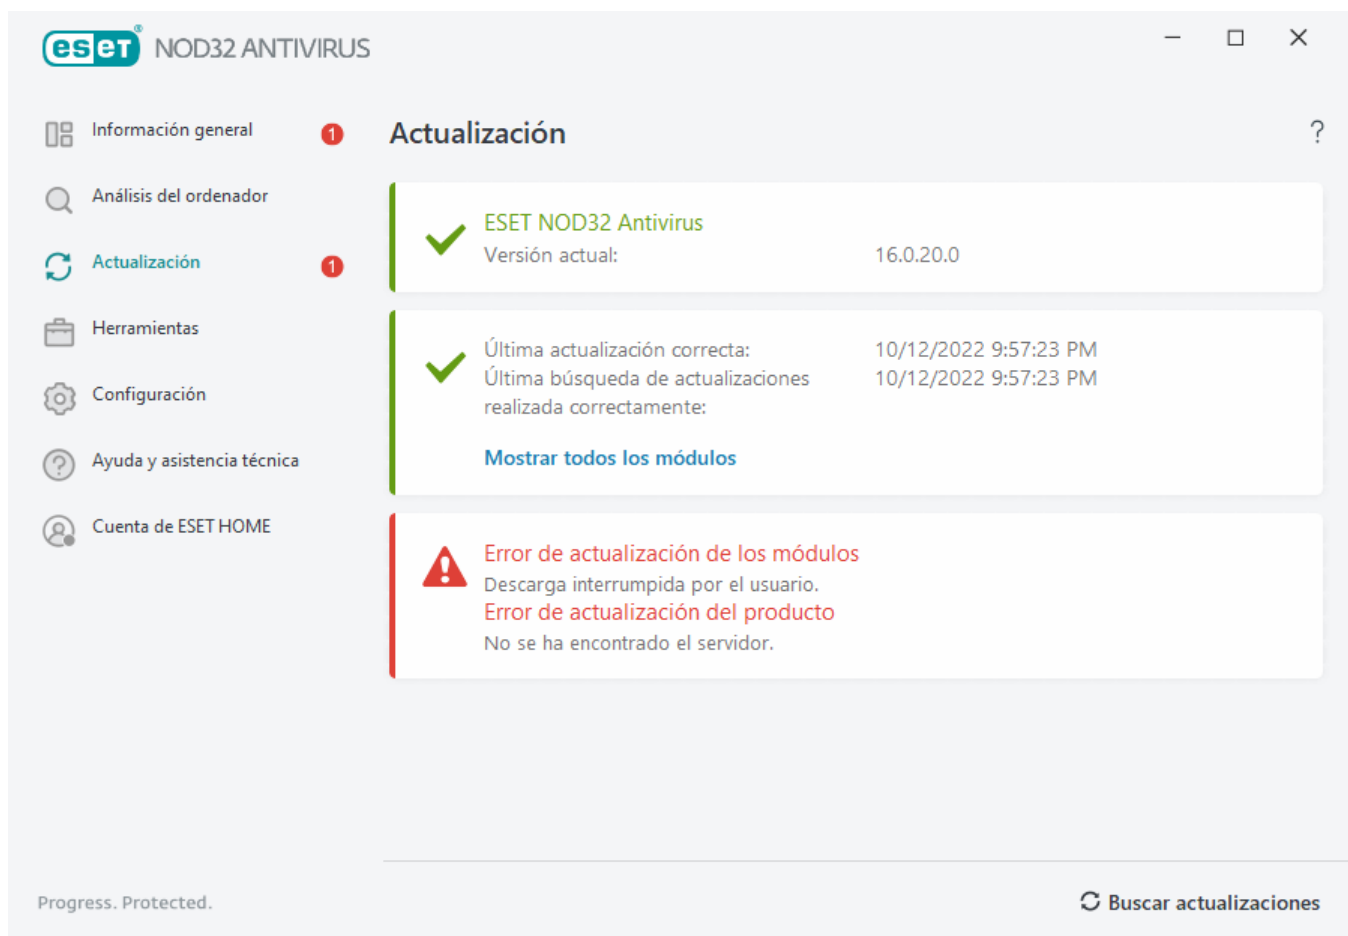 eset® NOD32 ANTIVIRUS
Información general 1
Análisis del ordenador
Actualización 1
Herramientas
Configuración
Ayuda y asistencia técnica
Cuenta de ESET HOME
Progress. Protected.
Actualización ?
ESET NOD32 Antivirus
Versión actual: 16.0.20.0
Última actualización correcta: 10/12/2022 9:57:23 PM
Última búsqueda de actualizaciones 10/12/2022 9:57:23 PM
realizada correctamente:
Mostrar todos los módulos
Error de actualización de los módulos
Descarga interrumpida por el usuario.
Error de actualización del producto
No se ha encontrado el servidor.
Buscar actualizaciones